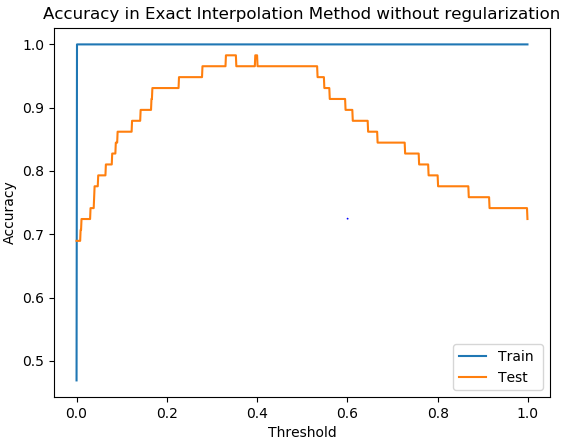 Accuracy in Exact Interpolation Method without regularization
1.0
0.9
0.8
0.7
0.6
0.5
Accuracy
0.0 0.2 0.4 0.6 0.8 1.0
Threshold
Train
Test